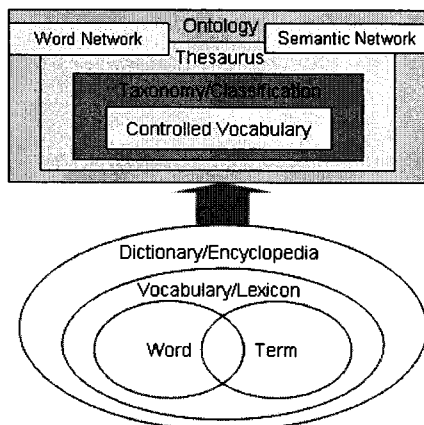 Ontology
Word Network
Semantic Network
Thesaurus
Taxonomy/Classification
Controlled Vocabulary
Dictionary/Encyclopedia
Vocabulary/Lexicon
Word Term